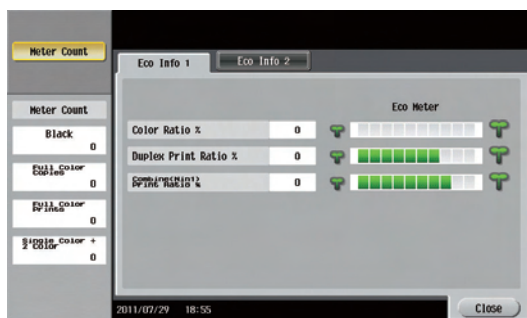 Meter Count
Eco Info 1
Eco Info 2
Meter Count
Black
0
Full Color
Copies
0
Full Color
Prints
0
Single Color +
2 Color
0
Eco Meter
Color Ratio %
0
Duplex Print Ratio %
0
Combine(Nin1)
Print Ratio %
0
2011/07/29 18:55
Close